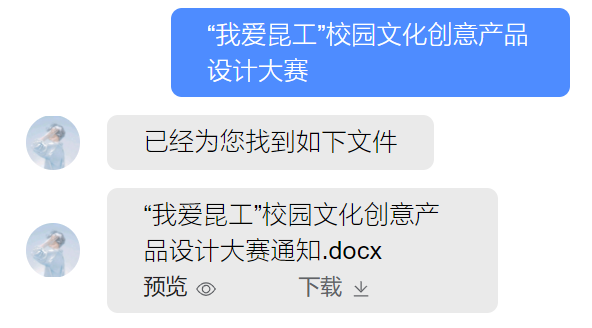 “我爱昆工”校园文化创意产品
设计大赛
已经为您找到如下文件
“我爱昆工”校园文化创意产
品设计大赛通知.docx
预览 下载